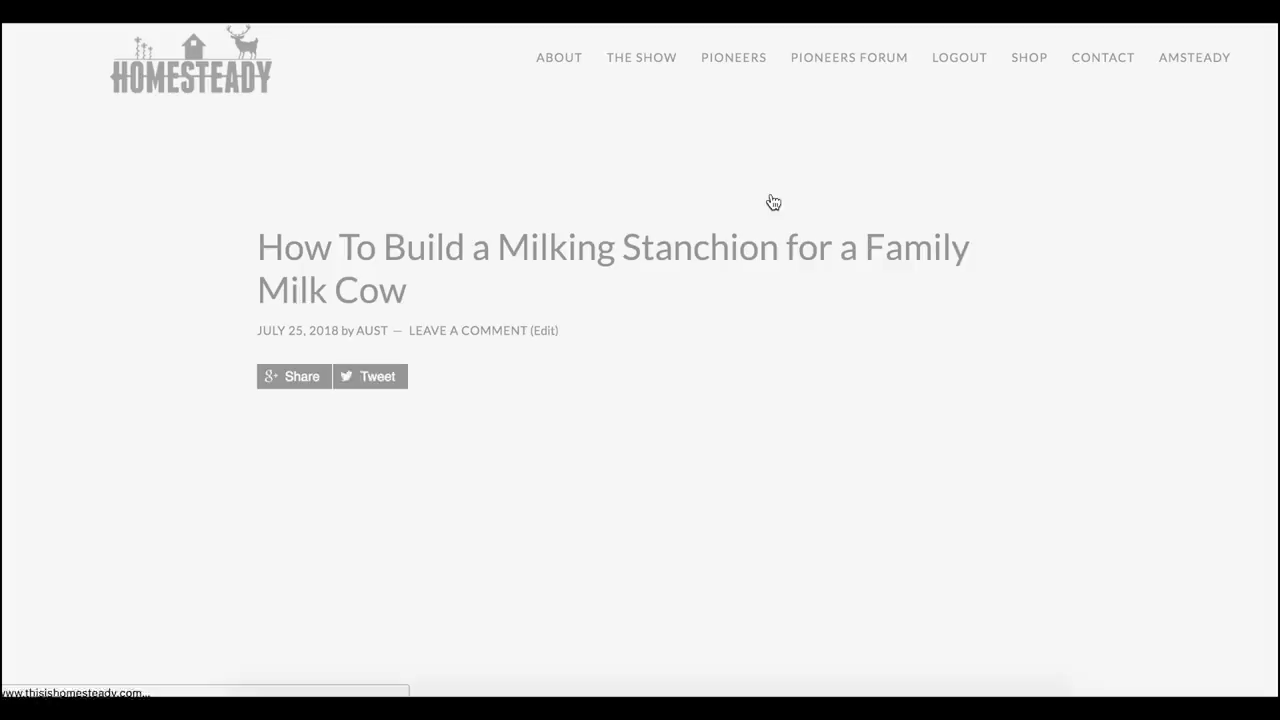 HOMESTEADY
ABOUT THE SHOW PIONEERS PIONEERS FORUM LOGOUT SHOP CONTACT AMSTEADY
How To Build a Milking Stanchion for a Family
Milk Cow
JULY 25, 2018 by AUST — LEAVE A COMMENT (Edit)
8+ Share Tweet
www.thisishomesteady.com...